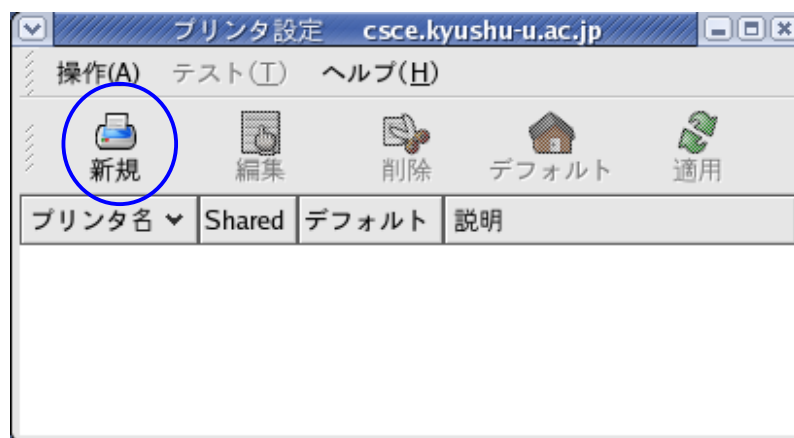 プリンタ設定 csce.kyushu-u.ac.jp
操作(A) テスト(T) ヘルプ(H)
新規 編集 削除 デフォルト 適用
プリンタ名 Shared デフォルト 説明